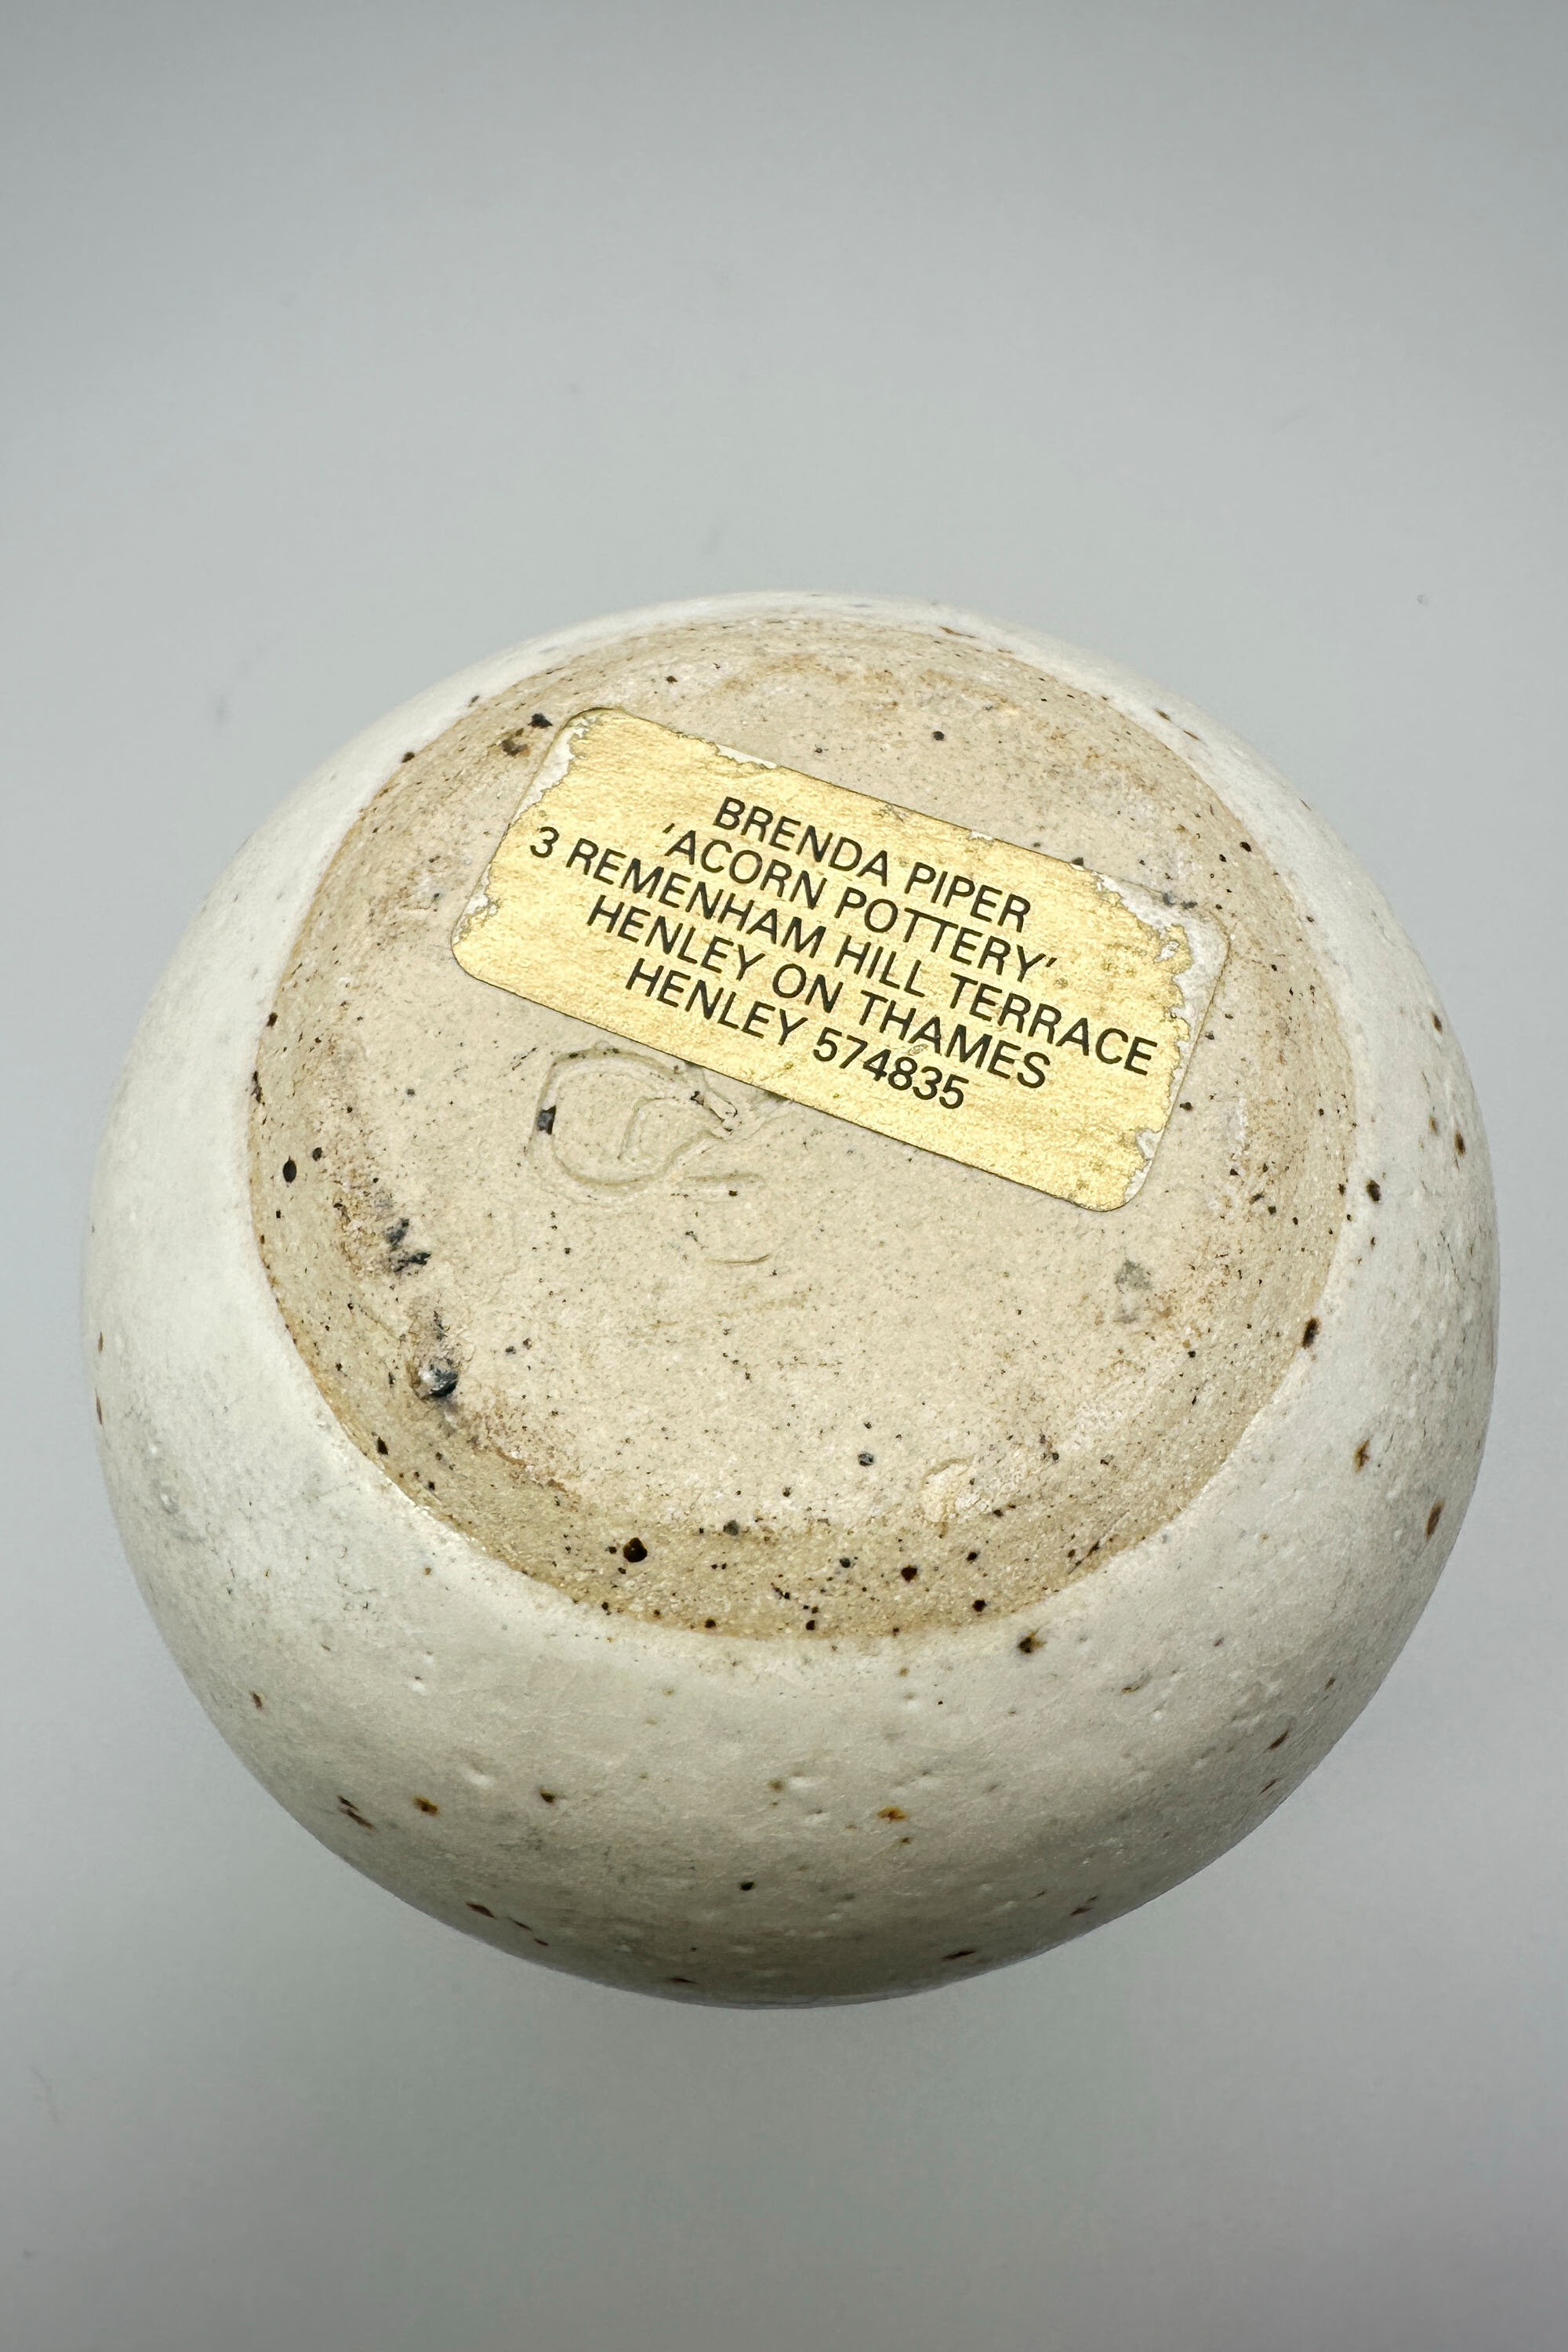 BRENDA PIPER
'ACORN POTTERY'
3 REMENHAM HILL TERRACE
HENLEY ON THAMES
HENLEY 574835